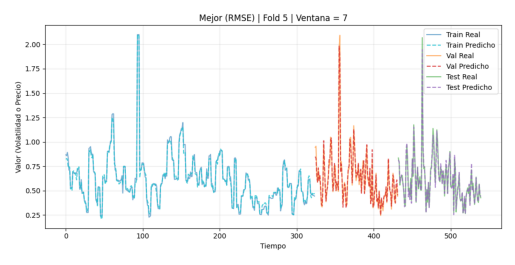 Mejor (RMSE) | Fold 5 | Ventana = 7
Valor (Volatilidad o Precio)
2.00
1.75
1.50
1.25
1.00
0.75
0.50
0.25
0
100
200
300
400
500
Tiempo
Train Real
Train Predicho
Val Real
Val Predicho
Test Real
Test Predicho